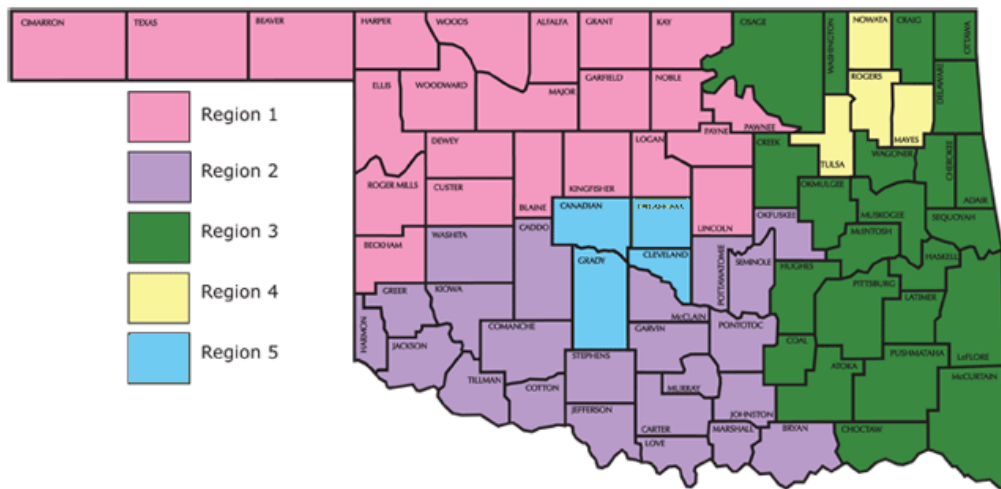 CIMARRON
TEXAS
BEAVER
HARPER
WOODS
ALFALFA
GRANT
KAY
OSAGE
WASHINGTON
NOWATA
CRAIG
OTTAWA
ELLIS
WOODWARD
MAJOR
GARFIELD
NOBLE
PAWNEE
ROGERS
MAYES
DELAWARE
Region 1
Region 2
Region 3
Region 4
Region 5
DEWEY
LOGAN
PAYNE
CREEK
TULSA
WAGONER
CHEROKEE
ADAIR
ROGER MILLS
CUSTER
BLAINE
KINGFISHER
LINCOLN
OKMULGEE
MUSKOGEE
SEQUOYAH
BECKHAM
WASHITA
CADDO
CANADIAN
CLEVELAND
POTTAWATOMIE
SEMINOLE
OKFUSKEE
McINTOSH
HASKELL
GREER
KIOWA
GRADY
McCLAIN
HUGHES
PITTSBURG
LATIMER
LeFLORE
HARMON
JACKSON
COMANCHE
GARVIN
PONTOTOC
COAL
ATOKA
PUSHMATAHA
McCURTAIN
TILLMAN
COTTON
STEPHENS
MURRAY
JOHNSTON
JEFFERSON
CARTER
LOVE
MARSHALL
BRYAN
CHOCTAW